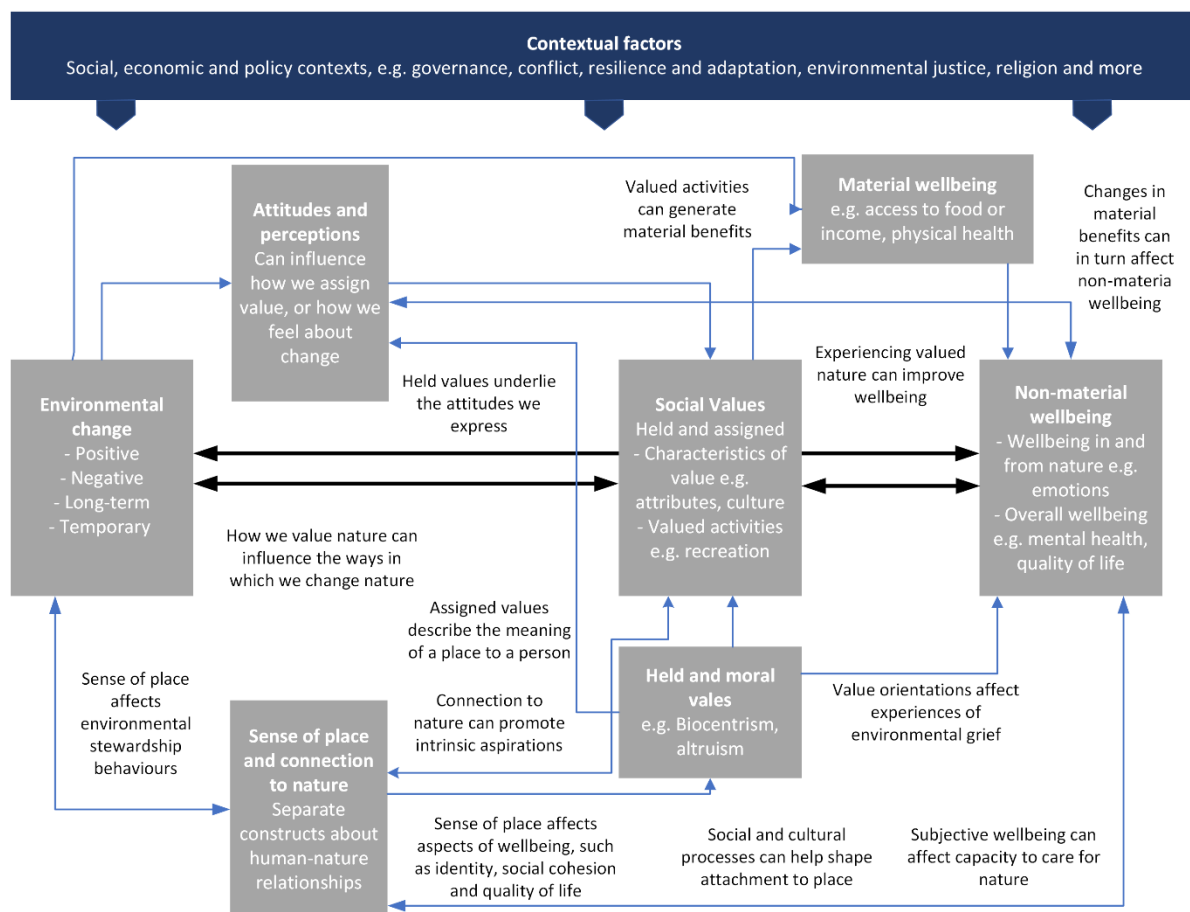 Contextual factors
Social, economic and policy contexts, e.g. governance, conflict, resilience and adaptation, environmental justice, religion and more
Attitudes and
perceptions
Can influence
how we assign
value, or how we
feel about
change
Valued activities
can generate
material benefits
Material wellbeing
e.g. access to food or
income, physical health
Changes in
material
benefits can
in turn affect
non-materia
wellbeing
Environmental
change
- Positive
- Negative
- Long-term
- Temporary
Held values underlie
the attitudes we
express
Social Values
Held and assigned
- Characteristics of
value e.g.
attributes, culture
- Valued activities
e.g. recreation
Experiencing valued
nature can improve
wellbeing
Non-material
wellbeing
- Wellbeing in and
from nature e.g.
emotions
- Overall wellbeing
e.g. mental health,
quality of life
How we value nature can
influence the ways in
which we change nature
Assigned values
describe the meaning
of a place to a person
Sense of place
affects
environmental
stewardship
behaviours
Connection to
nature can promote
intrinsic aspirations
Held and moral
vales
e.g. Biocentrism,
altruism
Value orientations affect
experiences of
environmental grief
Sense of place
and connection
to nature
Separate
constructs about
human-nature
relationships
Sense of place affects
aspects of wellbeing, such
as identity, social cohesion
and quality of life
Social and cultural
processes can help shape
attachment to place
Subjective wellbeing can
affect capacity to care for
nature